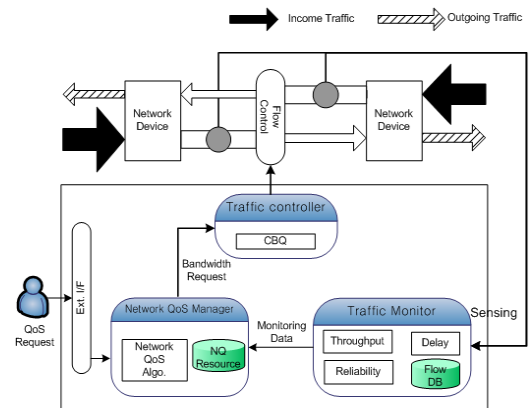 Income Traffic
Outgoing Traffic
Network
Device
Flow
Control
Network
Device
Traffic controller
CBQ
Bandwidth
Request
Ext. I/F
QoS
Request
Network QoS Manager
Network
QoS
Algo.
NQ
Resource
Monitoring
Data
Traffic Monitor
Sensing
Throughput
Delay
Reliability
Flow
DB